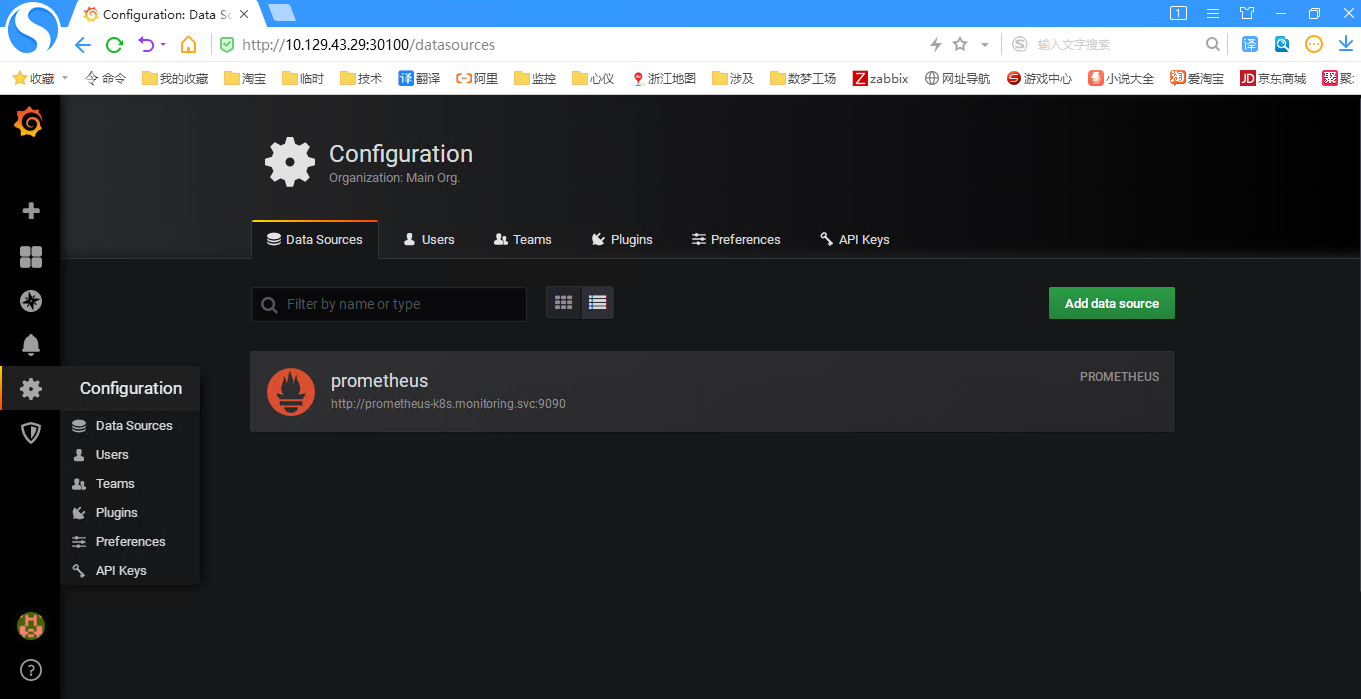 Configuration: Data So
1
http://10.129.43.29:30100/datasources
输入文字搜索
译
收藏 命令 我的收藏 淘宝 临时 技术 译 翻译 阿里 监控 心仪 浙江地图 涉及 数梦工场 Z zabbix 网址导航 游戏中心 小说大全 淘 爱淘宝 JD 京东商城 聚
Configuration
Organization: Main Org.
Data Sources Users Teams Plugins Preferences API Keys
Filter by name or type
Add data source
prometheus
PROMETHEUS
http://prometheus-k8s.monitoring.svc:9090
Configuration
Data Sources
Users
Teams
Plugins
Preferences
API Keys
?